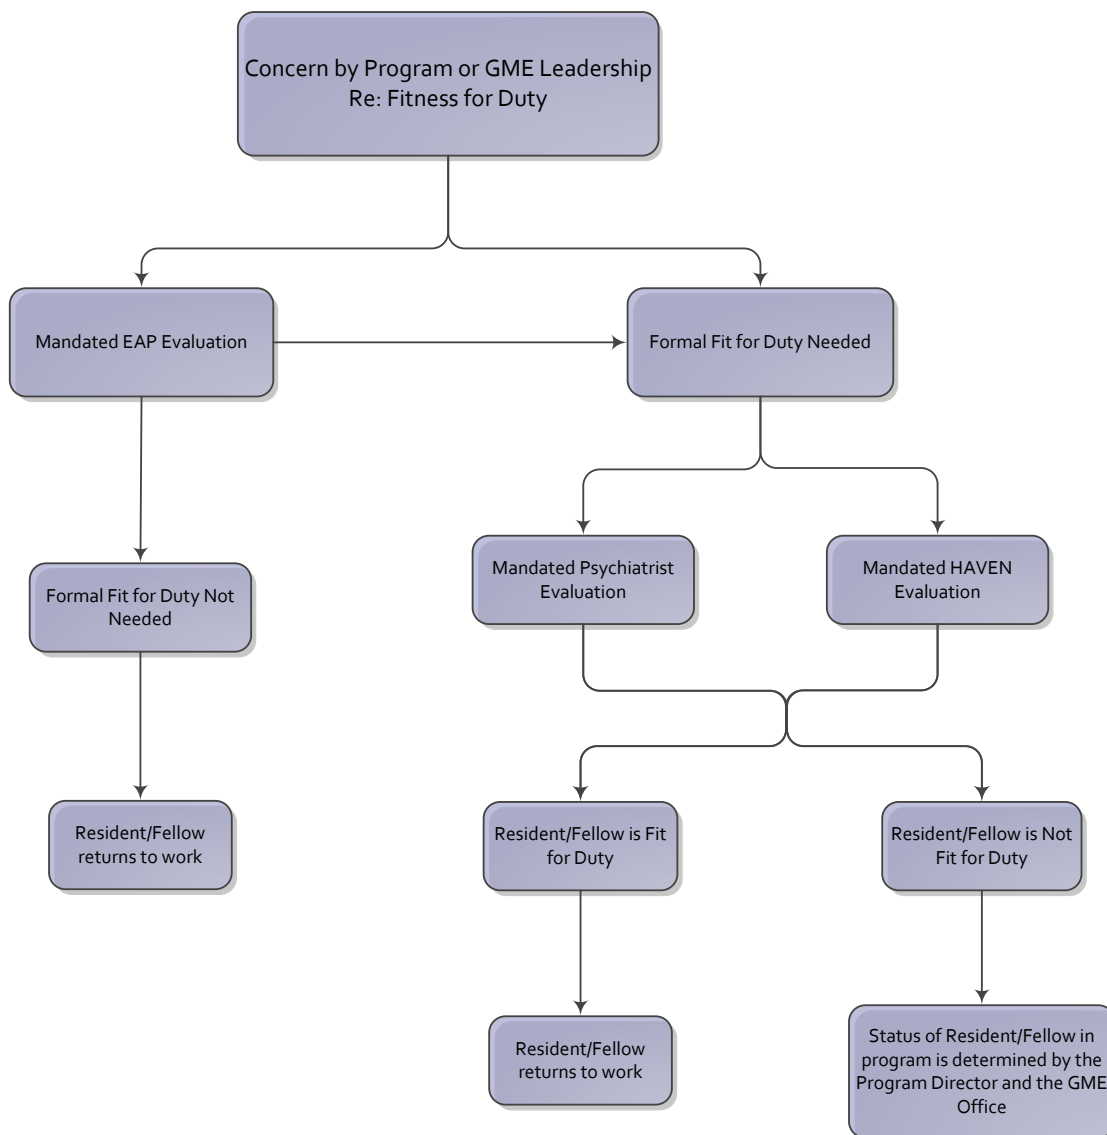 Concern by Program or GME Leadership
Re: Fitness for Duty
Mandated EAP Evaluation
Formal Fit for Duty Needed
Mandated Psychiatrist
Evaluation
Mandated HAVEN
Evaluation
Formal Fit for Duty Not
Needed
Resident/Fellow
returns to work
Resident/Fellow is Fit
for Duty
Resident/Fellow is Not
Fit for Duty
Resident/Fellow
returns to work
Status of Resident/Fellow in
program is determined by the
Program Director and the GME
Office